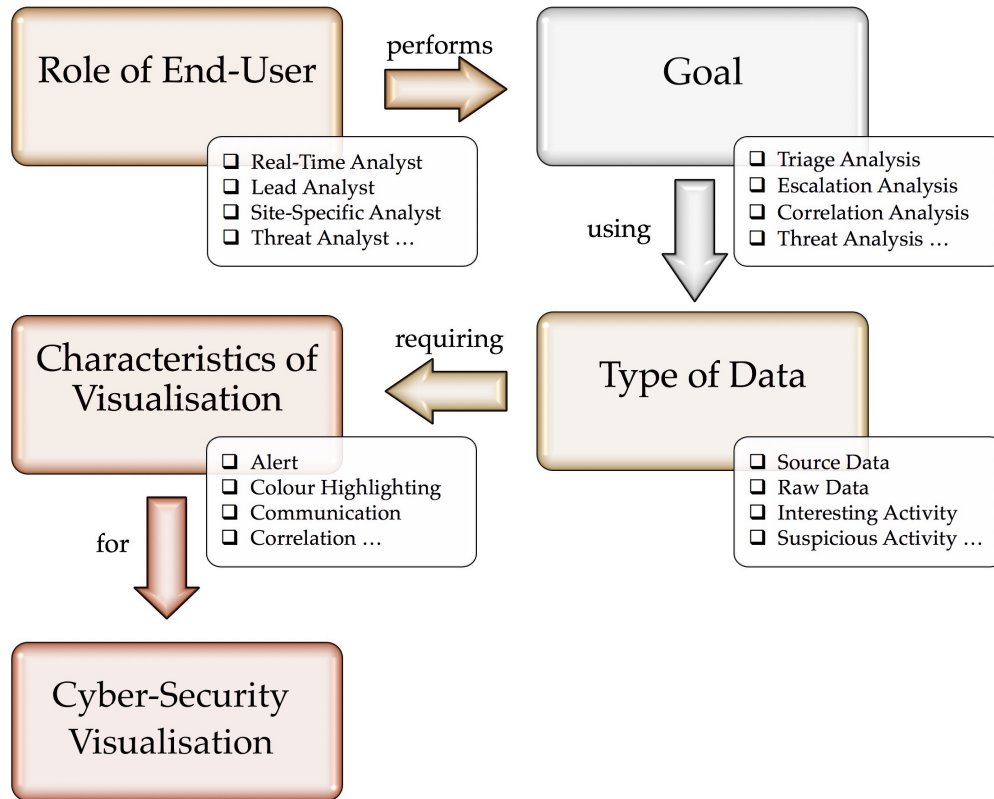 Role of End-User
❑ Real-Time Analyst
❑ Lead Analyst
❑ Site-Specific Analyst
❑ Threat Analyst …
performs
Goal
❑ Triage Analysis
❑ Escalation Analysis
❑ Correlation Analysis
❑ Threat Analysis …
using
Type of Data
❑ Source Data
❑ Raw Data
❑ Interesting Activity
❑ Suspicious Activity …
requiring
Characteristics of
Visualisation
❑ Alert
❑ Colour Highlighting
❑ Communication
❑ Correlation …
for
Cyber-Security
Visualisation